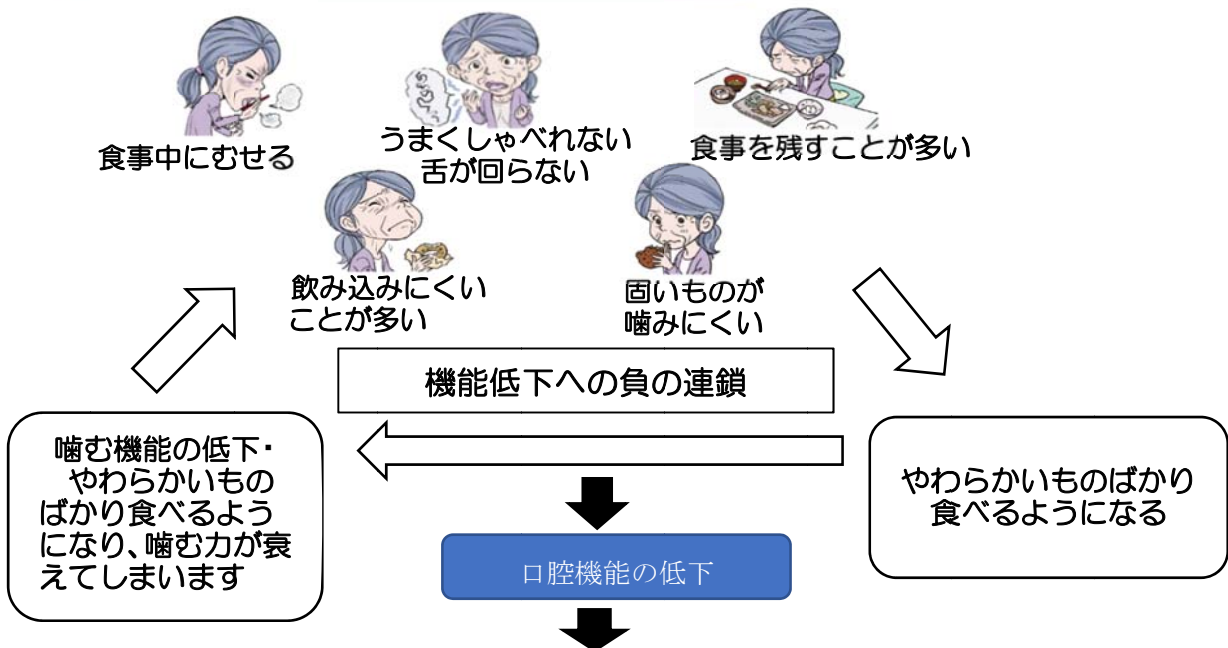 食事中にむせる
うまくしゃべれない
舌が回らない
食事を残すことが多い
飲み込みにくい
ことが多い
固いものが
噛みにくい
機能低下への負の連鎖
噛む機能の低下・
やわらかいもの
ばかり食べるよう
になり、噛む力が衰
えてしまいます
やわらかいものばかり
食べるようになる
口腔機能の低下